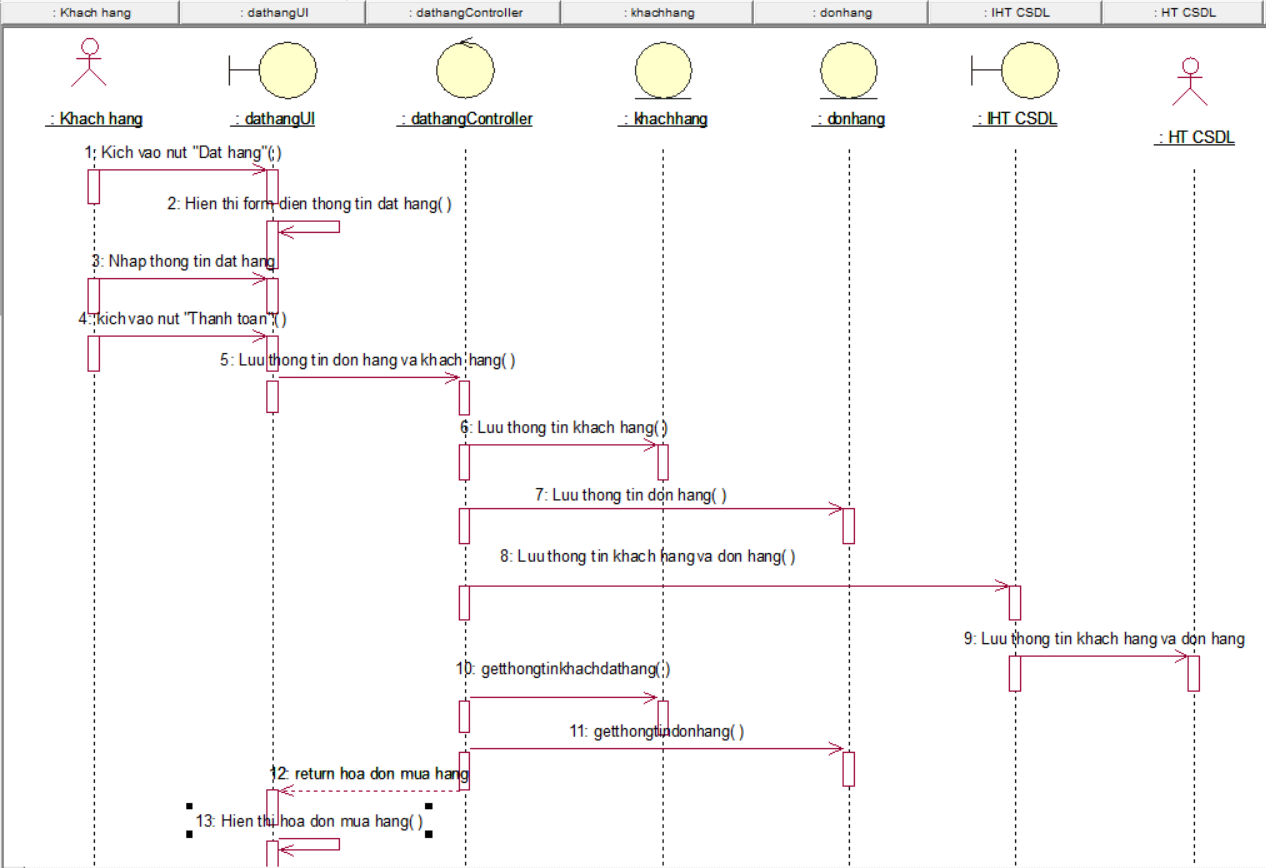 : Khach hang
: dathangUI
: dathangController
: khachhang
: donhang
: IHT CSDL
: HT CSDL
: Khach hang
: dathangUI
: dathangController
: khachhang
: donhang
: IHT CSDL
: HT CSDL
1: Kich vao nut "Dat hang"( )
2: Hien thi form dien thong tin dat hang( )
3: Nhap thong tin dat hang
4: kich vao nut "Thanh toan"( )
5: Luu thong tin don hang va khach hang( )
6: Luu thong tin khach hang( )
7: Luu thong tin don hang( )
8: Luu thong tin khach hang va don hang( )
9: Luu thong tin khach hang va don hang
10: getthongtinkhachdathang( )
11: getthongtindonhang( )
12: return hoa don mua hang
13: Hien thi hoa don mua hang( )